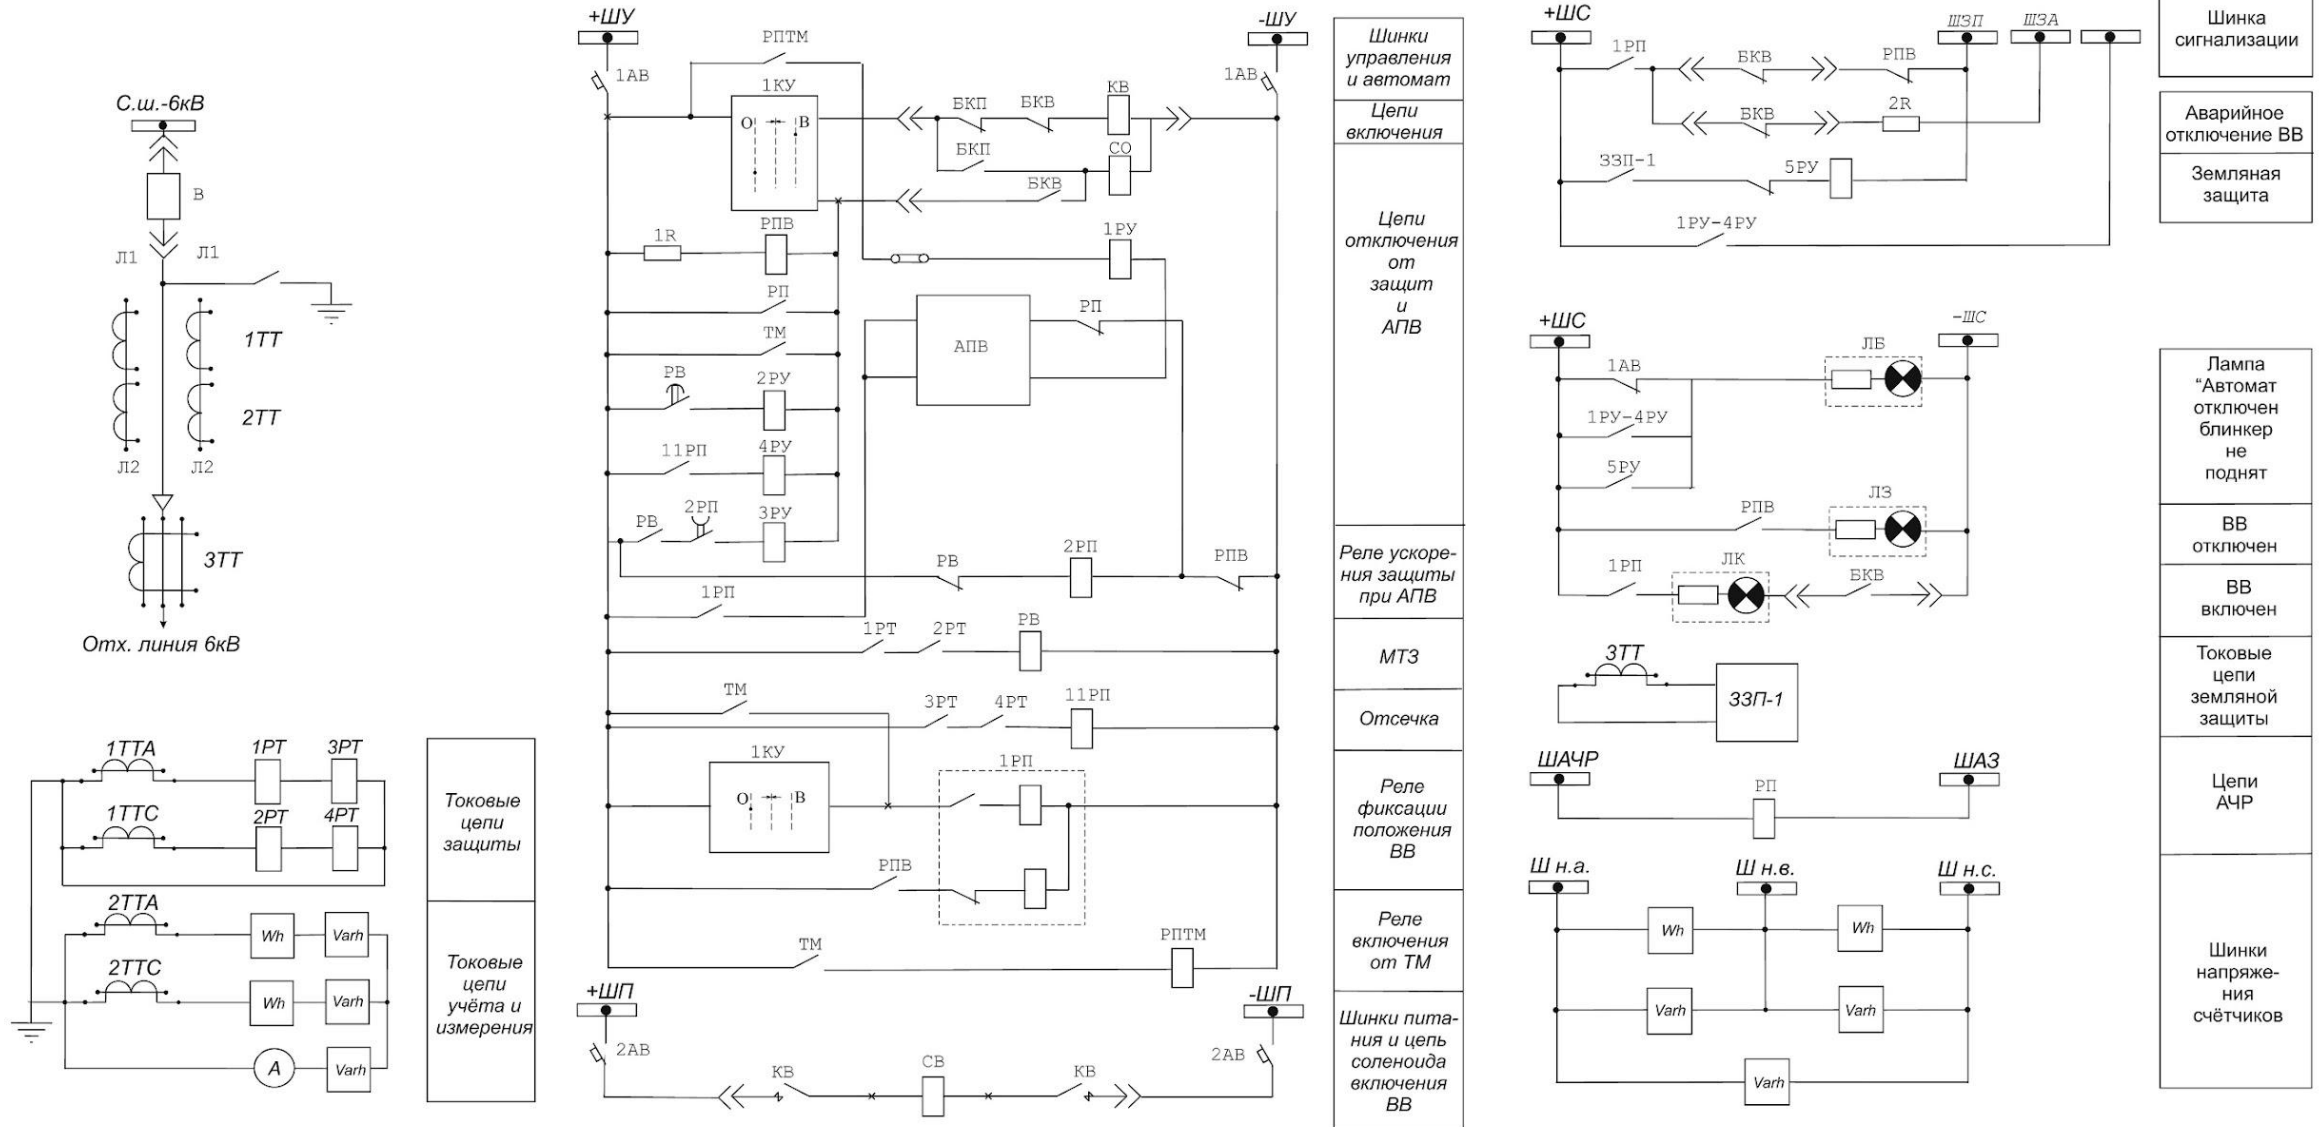 С.ш.-6кВ
В
Л1
Л1
1ТТ
2ТТ
Л2
Л2
3ТТ
Отх. линия 6кВ
1ТТА
1РТ
3РТ
1ТТС
2РТ
4РТ
2ТТА
Wh
Varh
2ТТС
Wh
Varh
А
Varh
Токовые
цепи
защиты
Токовые
цепи
учёта и
измерения
+ШУ
-ШУ
РПТМ
1АВ
1АВ
1КУ
О
В
БКП
БКВ
КВ
БКП
СО
БКВ
1R
РПВ
1РУ
РП
ТМ
АПВ
РП
РВ
2РУ
11РП
4РУ
РВ
2РП
3РУ
РВ
2РП
РПВ
1РП
1РТ
2РТ
РВ
ТМ
3РТ
4РТ
11РП
1КУ
О
В
1РП
РПВ
ТМ
РПТМ
+ШП
-ШП
2АВ
2АВ
КВ
СВ
КВ
Шинки
управления
и автомат
Цепи
включения
Цепи
отключения
от
защит
и
АПВ
Реле ускоре-
ния защиты
при АПВ
МТЗ
Отсечка
Реле
фиксации
положения
ВВ
Реле
включения
от ТМ
Шинки пита-
ния и цепь
соленоида
включения
ВВ
+ШС
ШЗП
ШЗА
1РП
БКВ
РПВ
БКВ
2R
ЗЗП-1
5РУ
1РУ-4РУ
+ШС
-ШС
1АВ
ЛБ
1РУ-4РУ
5РУ
РПВ
ЛЗ
1РП
ЛК
БКВ
3ТТ
ЗЗП-1
ШАЧР
ШАЗ
РП
Ш н.а.
Ш н.в.
Ш н.с.
Wh
Wh
Varh
Varh
Varh
Шинка
сигнализации
Аварийное
отключение ВВ
Земляная
защита
Лампа
“Автомат
отключен
блинкер
не
поднят
ВВ
отключен
ВВ
включен
Токовые
цепи
земляной
защиты
Цепи
АЧР
Шинки
напряже-
ния
счётчиков